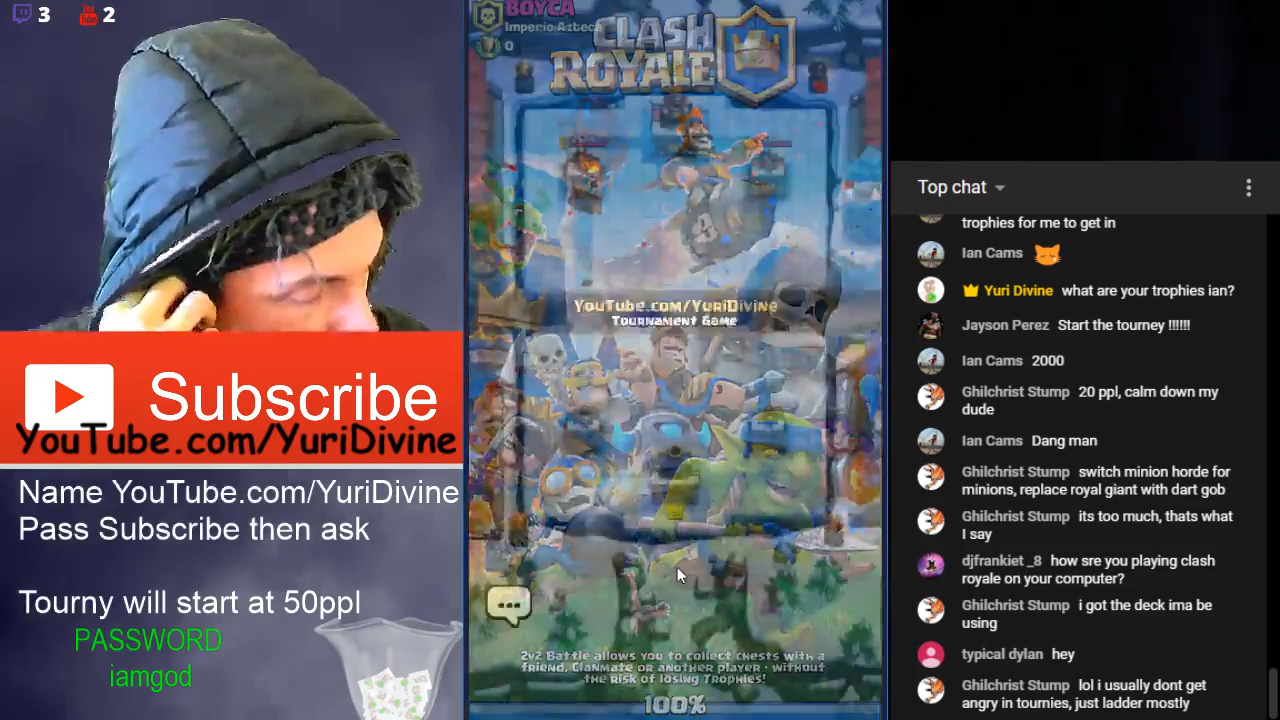 3
You
Tube
2
Subscribe
YouTube.com/YuriDivine
Name YouTube.com/YuriDivine
Pass Subscribe then ask
Tourny will start at 50ppl
PASSWORD
iamgod
BOYCA
Imperio Azteca
0
CLASH
ROYALE
YouTube.com/YuriDivine
Tournament Game
2v2 Battle allows you to collect chests with a
friend, Clanmate or another player - without
the risk of losing Trophies!
100%
Top chat
trophies for me to get in
Ian Cams
Yuri Divine what are your trophies ian?
Jayson Perez Start the tourney !!!!!!
Ian Cams 2000
Ghilchrist Stump 20 ppl, calm down my
dude
Ian Cams Dang man
Ghilchrist Stump switch minion horde for
minions, replace royal giant with dart gob
Ghilchrist Stump its too much, thats what
I say
djfrankiet _8 how sre you playing clash
royale on your computer?
Ghilchrist Stump i got the deck ima be
using
typical dylan hey
Ghilchrist Stump lol i usually dont get
angry in tournies, just ladder mostly